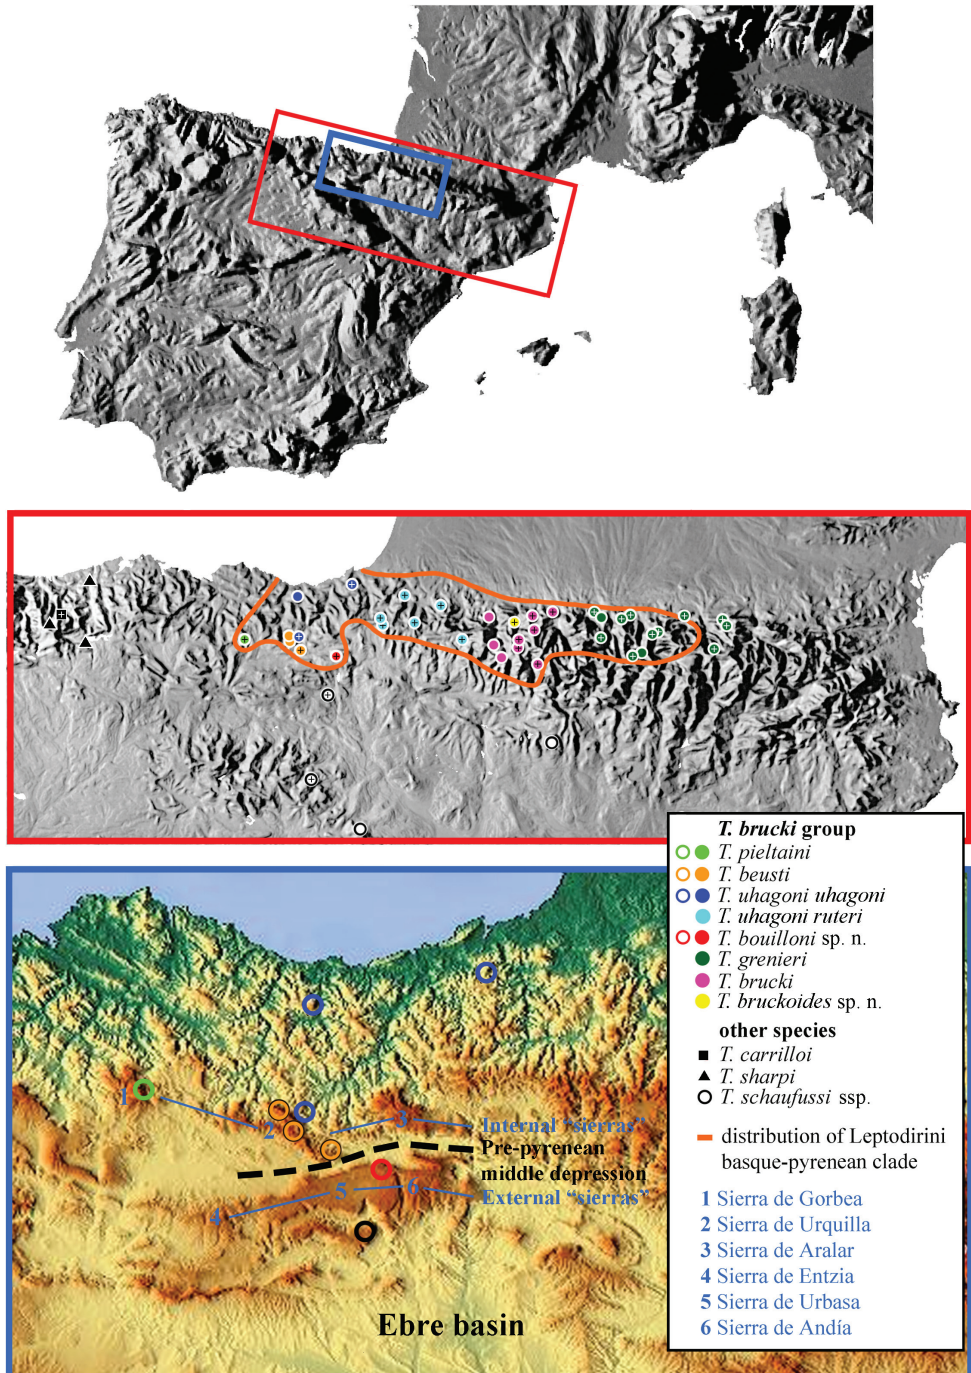 T. brucki group
T. pieltaini
T. beusti
T. uhagoni uhagoni
T. uhagoni ruteri
T. bouilloni sp. n.
T. grenieri
T. brucki
T. bruckoides sp. n.
other species
T. carrilloi
T. sharpi
T. schaufussi ssp.
distribution of Leptodirini
basque-pyrenean clade
1 Sierra de Gorbea
2 Sierra de Urquilla
3 Sierra de Aralar
4 Sierra de Entzia
5 Sierra de Urbasa
6 Sierra de Andía
1
2
3
Internal “sierras”
Pre-pyrenean
middle depression
4
5
6
External “sierras”
Ebre basin